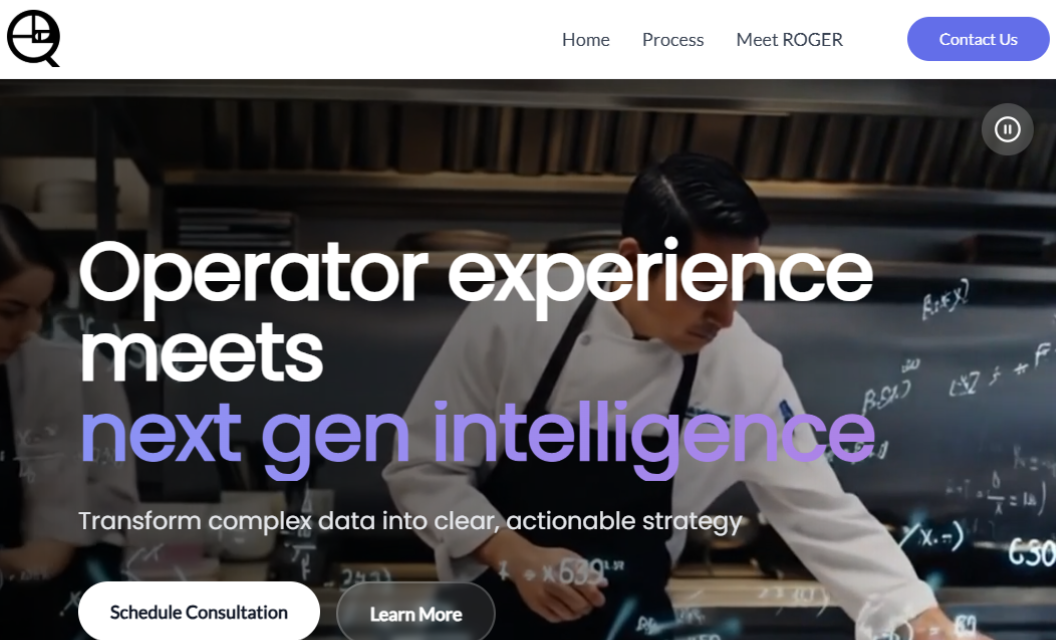 Home
Process
Meet ROGER
Contact Us
Operator experience
meets
next gen intelligence
Transform complex data into clear, actionable strategy
Schedule Consultation
Learn More